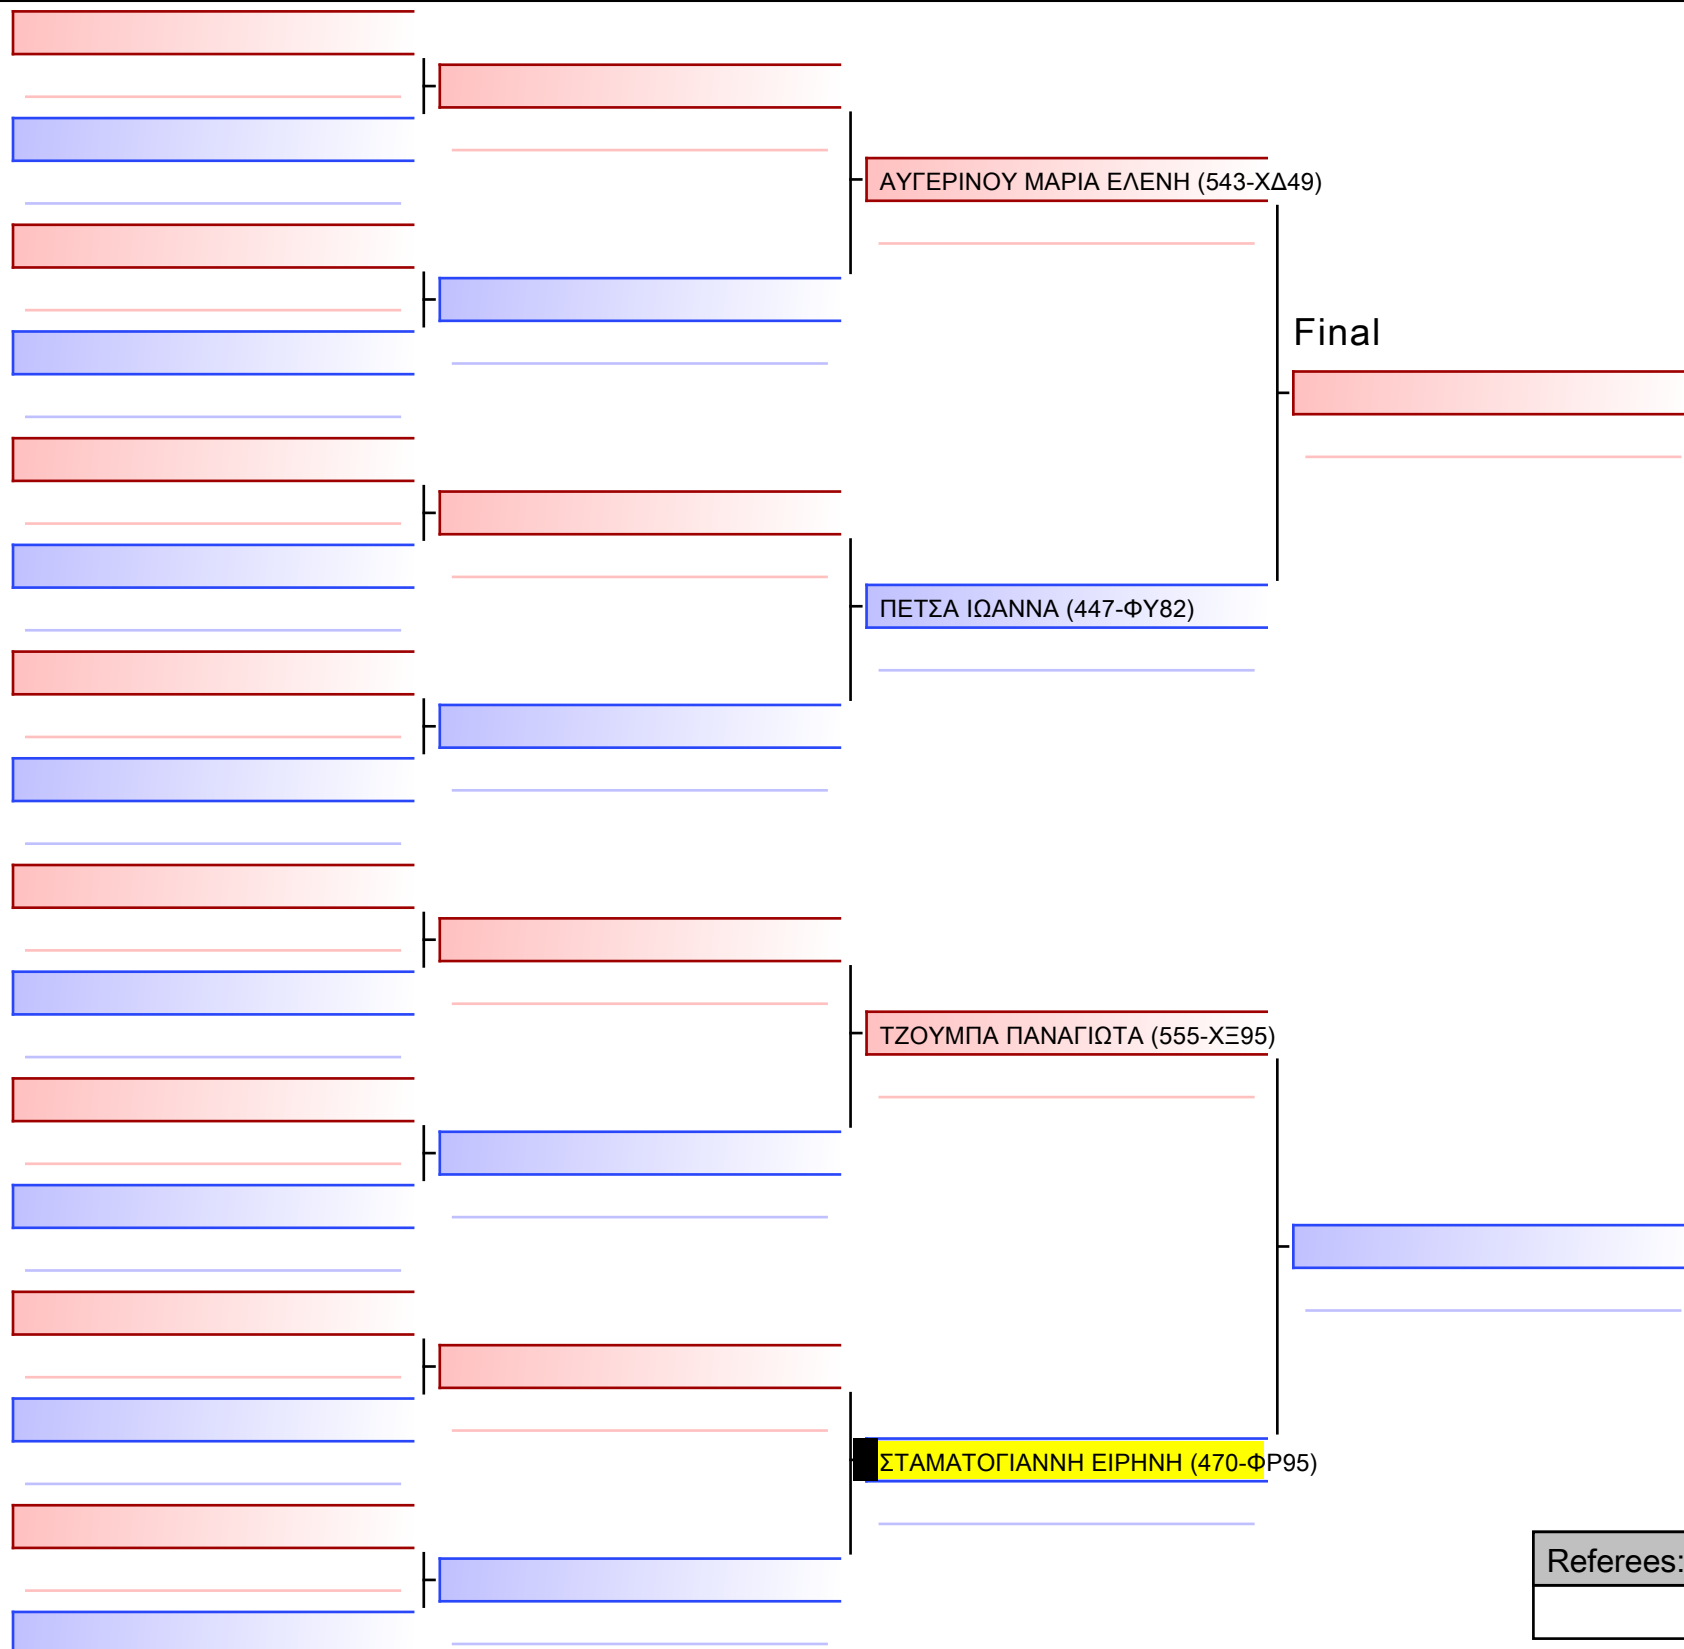 ΑΥΓΕΡΙΝΟΥ ΜΑΡΙΑ ΕΛΕΝΗ (543-ΧΔ49)
Final
ΠΕΤΣΑ ΙΩΑΝΝΑ (447-ΦΥ82)
ΤΖΟΥΜΠΑ ΠΑΝΑΓΙΩΤΑ (555-ΧΞ95)
ΣΤΑΜΑΤΟΓΙΑΝΝΗ ΕΙΡΗΝΗ (470-ΦΡ95)
Referees: